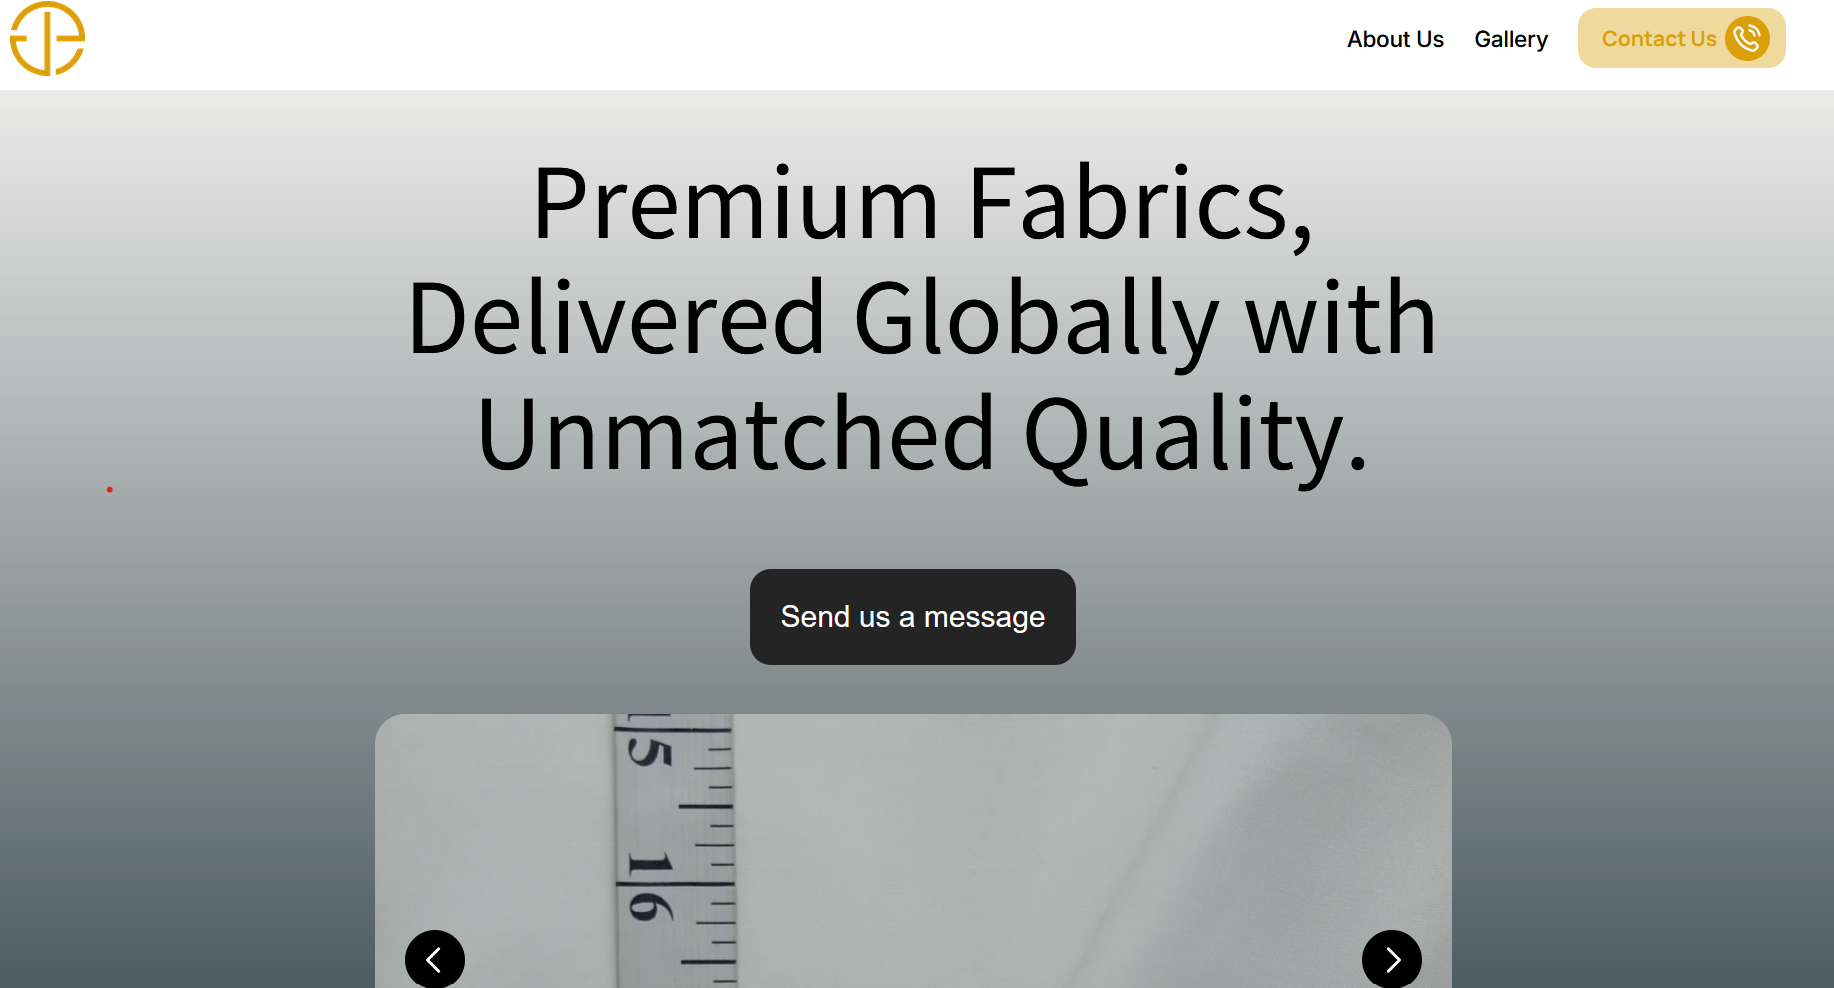 About Us
Gallery
Contact Us
Premium Fabrics,
Delivered Globally with
Unmatched Quality.
Send us a message
15
16